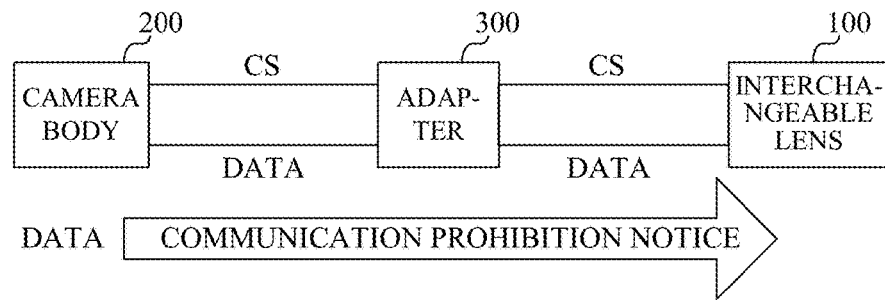 200
300
100
CS
CS
CAMERA
BODY
ADAP-
TER
INTERCHA-
NGEABLE
LENS
DATA
DATA
DATA
COMMUNICATION PROHIBITION NOTICE